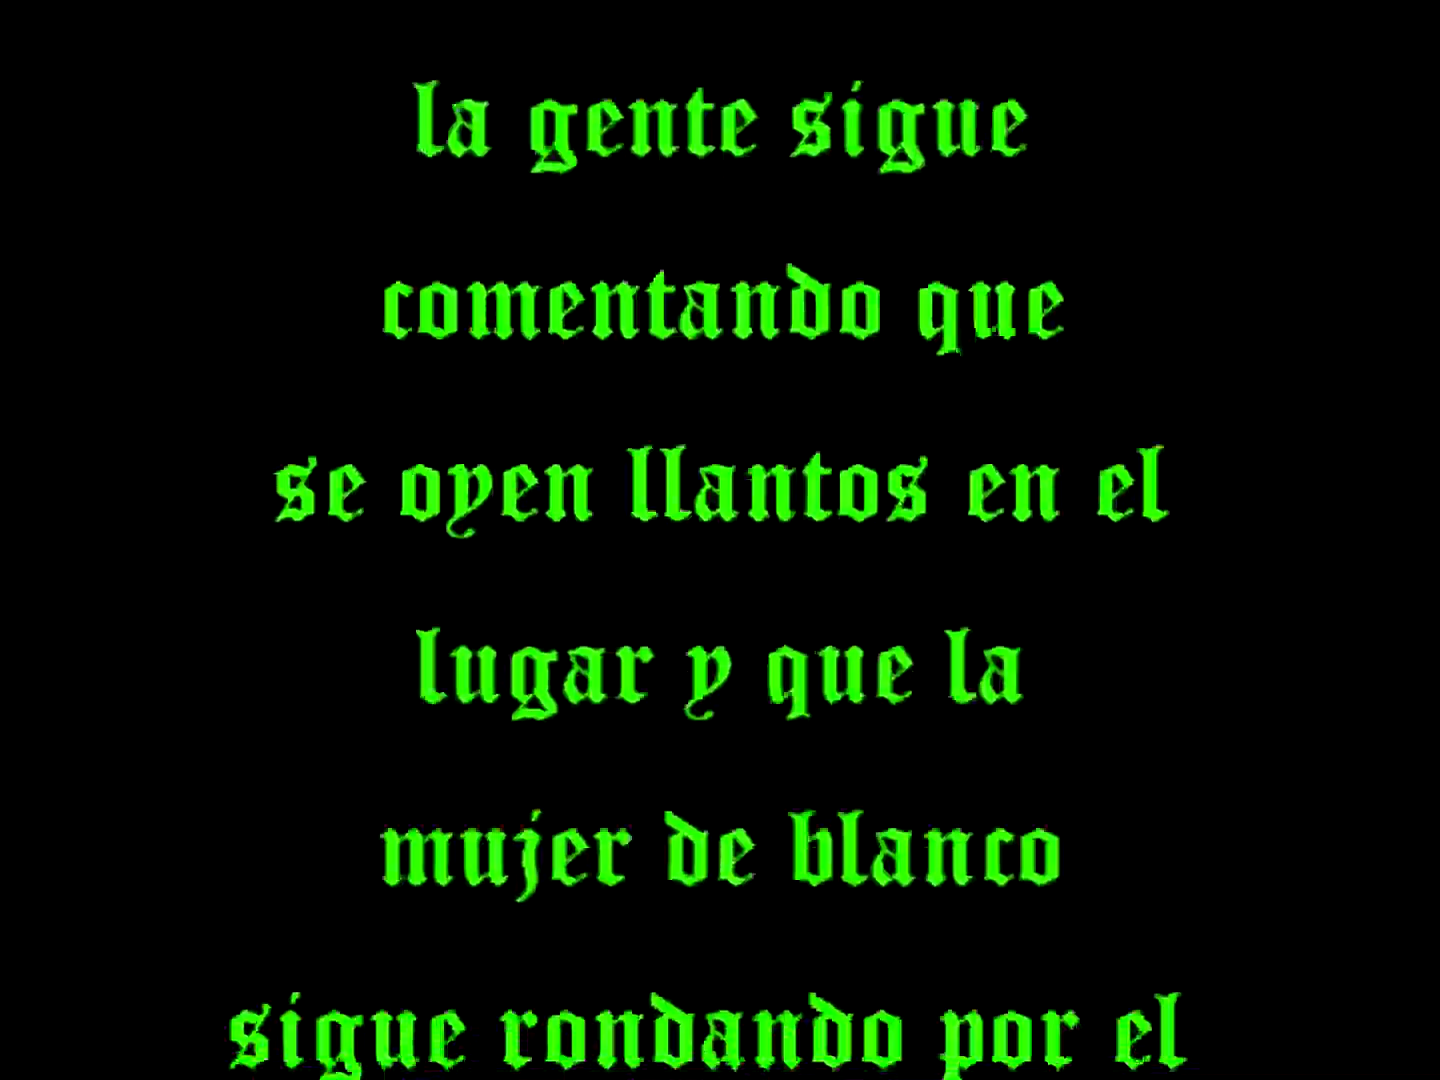 la gente sigue
comentando que
se oyen llantos en el
lugar y que la
mujer de blanco
sigue rondando por el